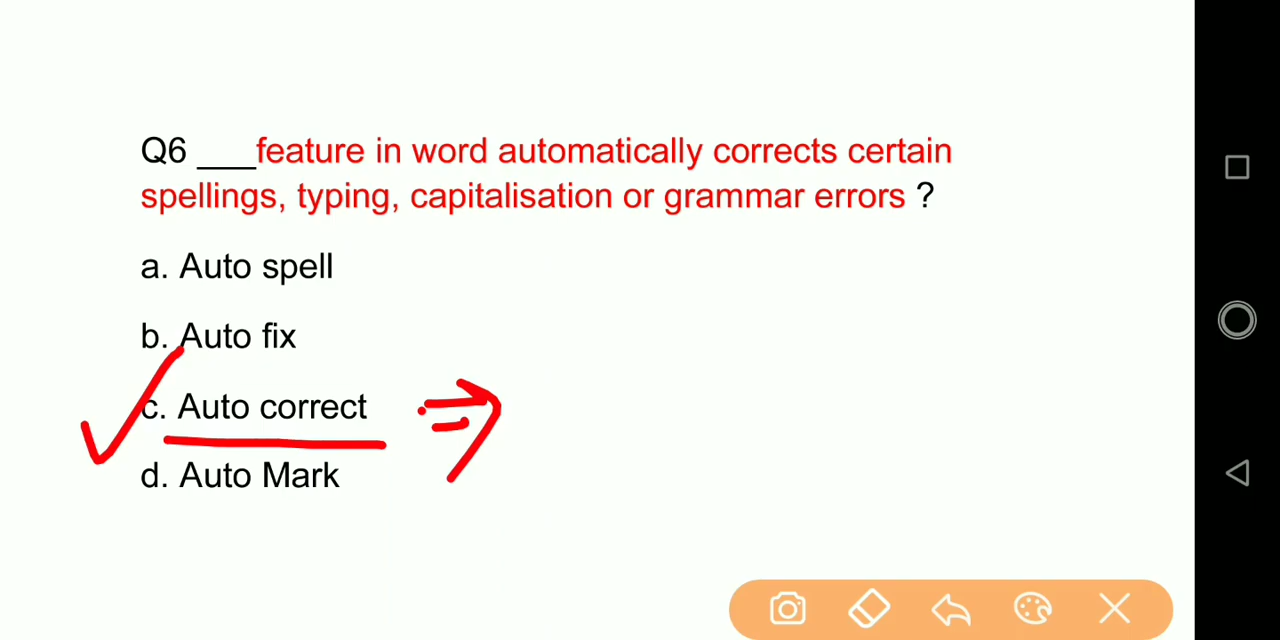 Q6 ___feature in word automatically corrects certain
spellings, typing, capitalisation or grammar errors ?
a. Auto spell
b. Auto fix
c. Auto correct
d. Auto Mark